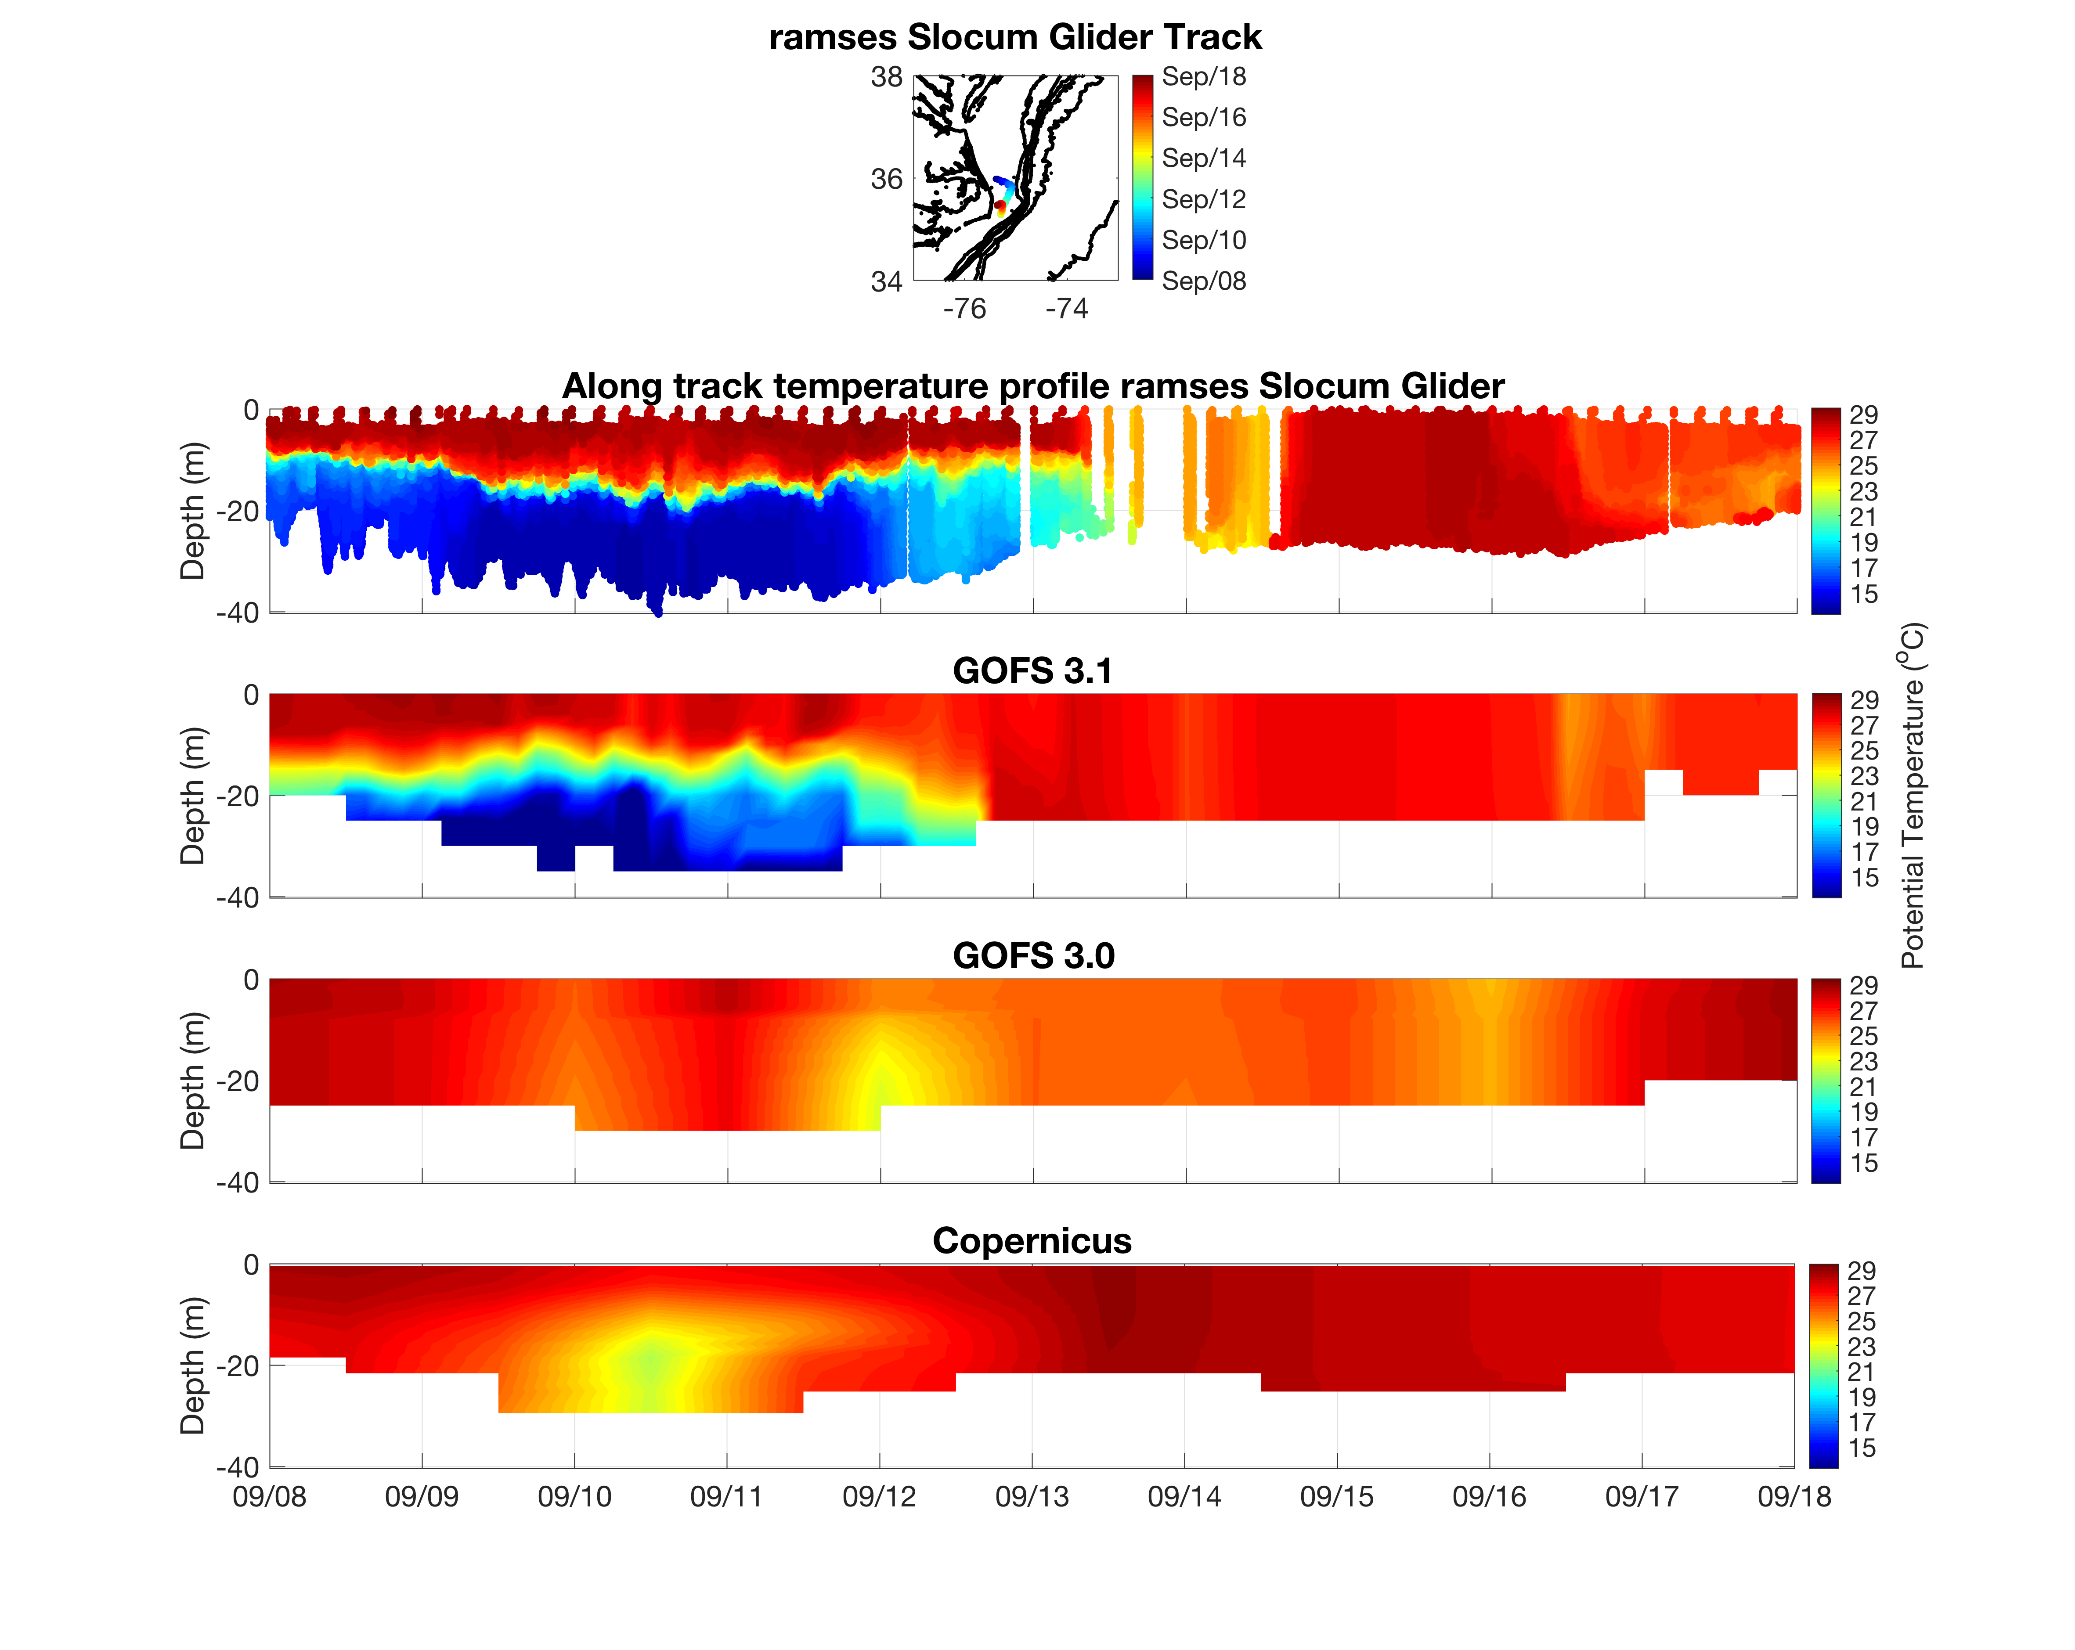 ramses Slocum Glider Track
38
36
34
-76 -74
Sep/18
Sep/16
Sep/14
Sep/12
Sep/10
Sep/08
Along track temperature profile ramses Slocum Glider
Depth (m)
0
-20
-40
29
27
25
23
21
19
17
15
GOFS 3.1
Depth (m)
0
-20
-40
29
27
25
23
21
19
17
15
Potential Temperature (oC)
GOFS 3.0
Depth (m)
0
-20
-40
29
27
25
23
21
19
17
15
Copernicus
Depth (m)
0
-20
-40
29
27
25
23
21
19
17
15
09/08 09/09 09/10 09/11 09/12 09/13 09/14 09/15 09/16 09/17 09/18